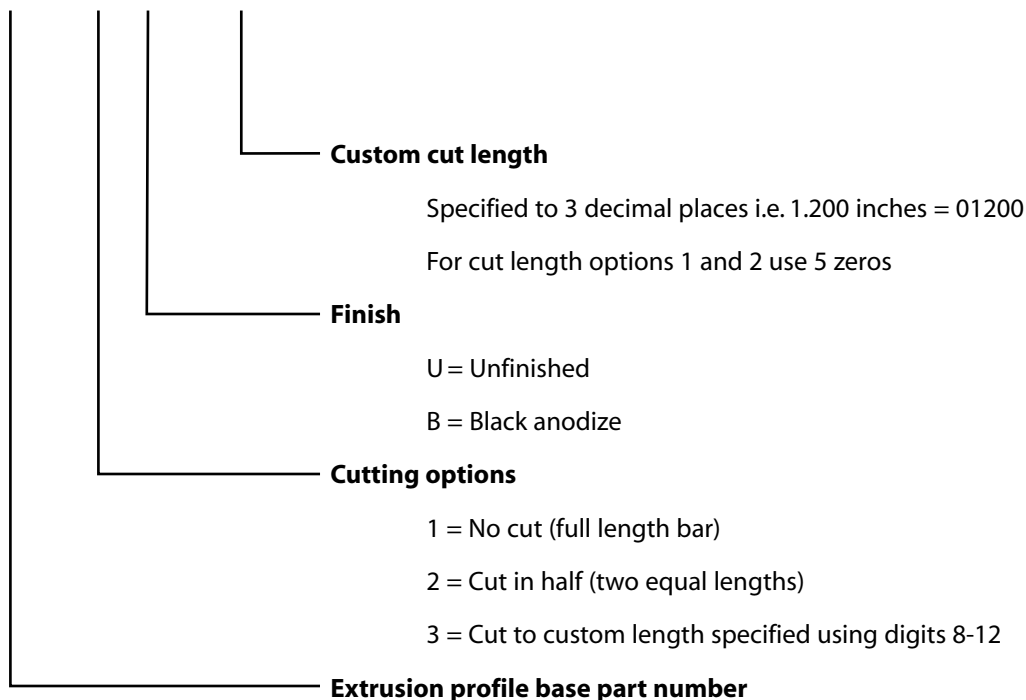 Custom cut length
Specified to 3 decimal places i.e. 1.200 inches = 01200
For cut length options 1 and 2 use 5 zeros
Finish
U = Unfinished
B = Black anodize
Cutting options
1 = No cut (full length bar)
2 = Cut in half (two equal lengths)
3 = Cut to custom length specified using digits 8-12
Extrusion profile base part number